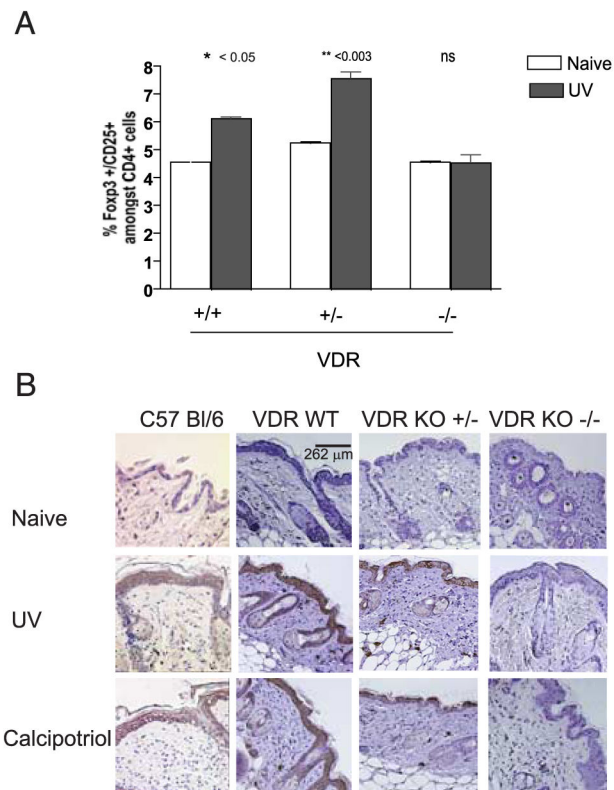 A
* < 0.05
** <0.003
ns
Naive
UV
% Foxp3 +/CD25+
amongst CD4+ cells
8
7
6
5
4
3
2
1
0
+/+
+/-
-/-
VDR
B
C57 Bl/6
VDR WT
VDR KO +/-
VDR KO -/-
262 µm
Naive
UV
Calcipotriol